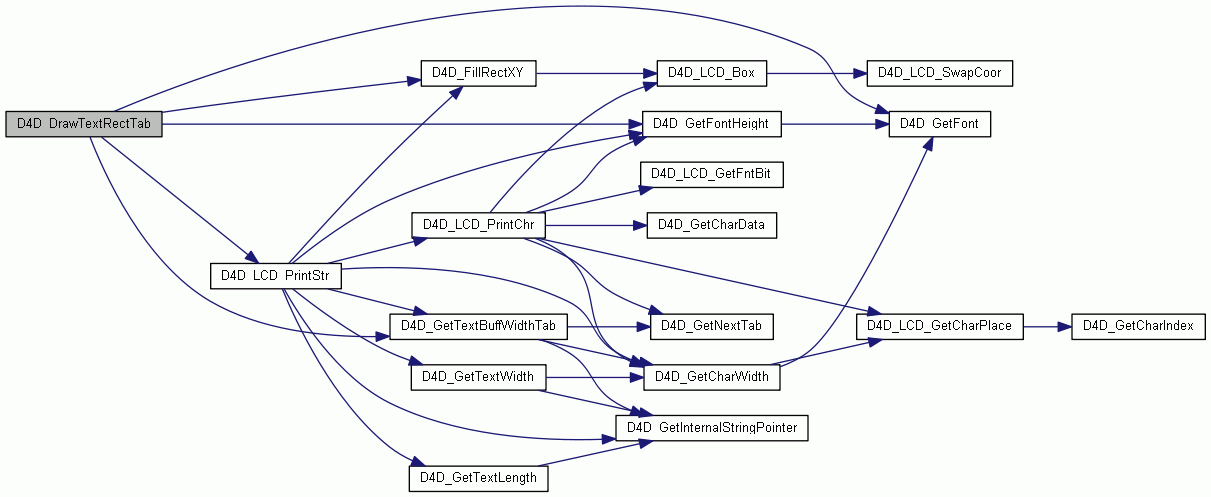 D4D_DrawTextRectTab
D4D_LCD_PrintStr
D4D_FillRectXY
D4D_LCD_PrintChr
D4D_GetTextBuffWidthTab
D4D_GetTextWidth
D4D_GetTextLength
D4D_LCD_Box
D4D_GetFontHeight
D4D_LCD_GetFntBit
D4D_GetCharData
D4D_GetNextTab
D4D_GetCharWidth
D4D_GetInternalStringPointer
D4D_LCD_SwapCoor
D4D_GetFont
D4D_LCD_GetCharPlace
D4D_GetCharIndex